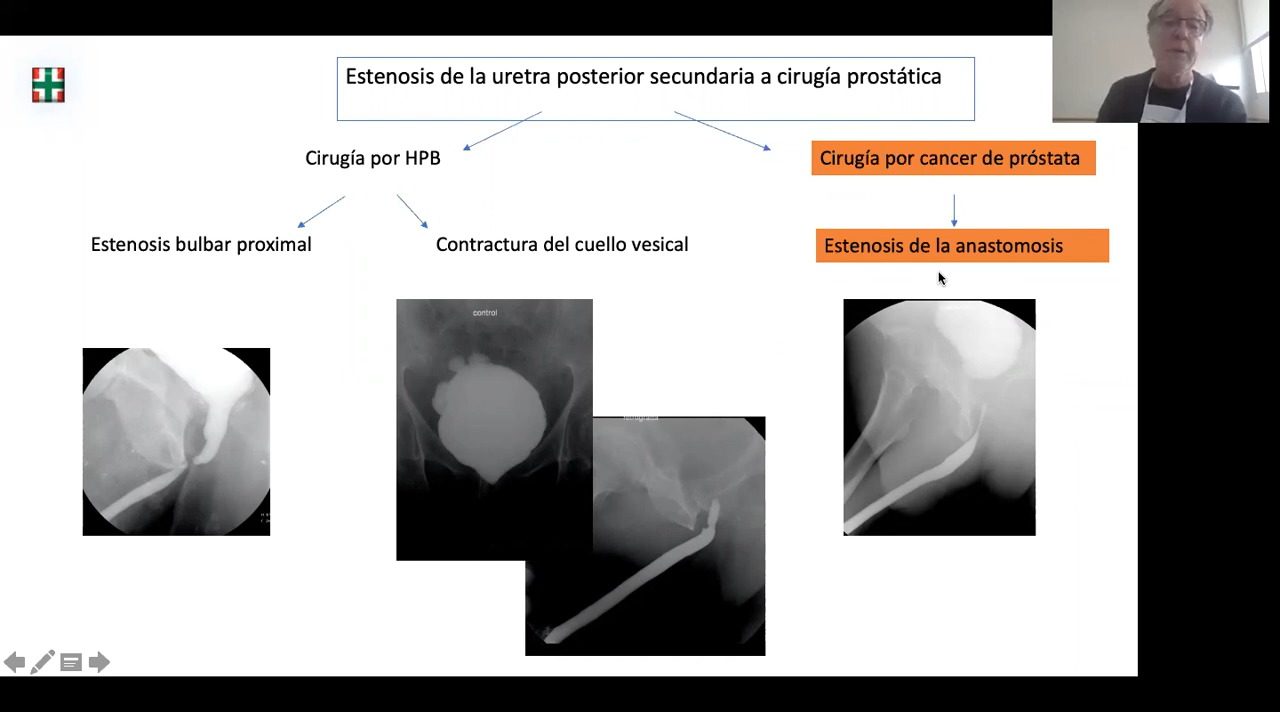 Estenosis de la uretra posterior secundaria a cirugía prostática
Cirugía por HPB
Cirugía por cancer de próstata
Estenosis bulbar proximal
Contractura del cuello vesical
Estenosis de la anastomosis
control